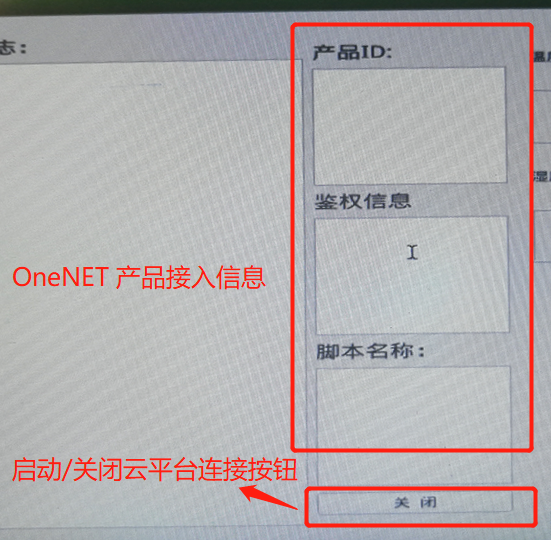 志：
产品ID:
鉴权信息
OneNET 产品接入信息
脚本名称：
启动/关闭云平台连接按钮
关 闭